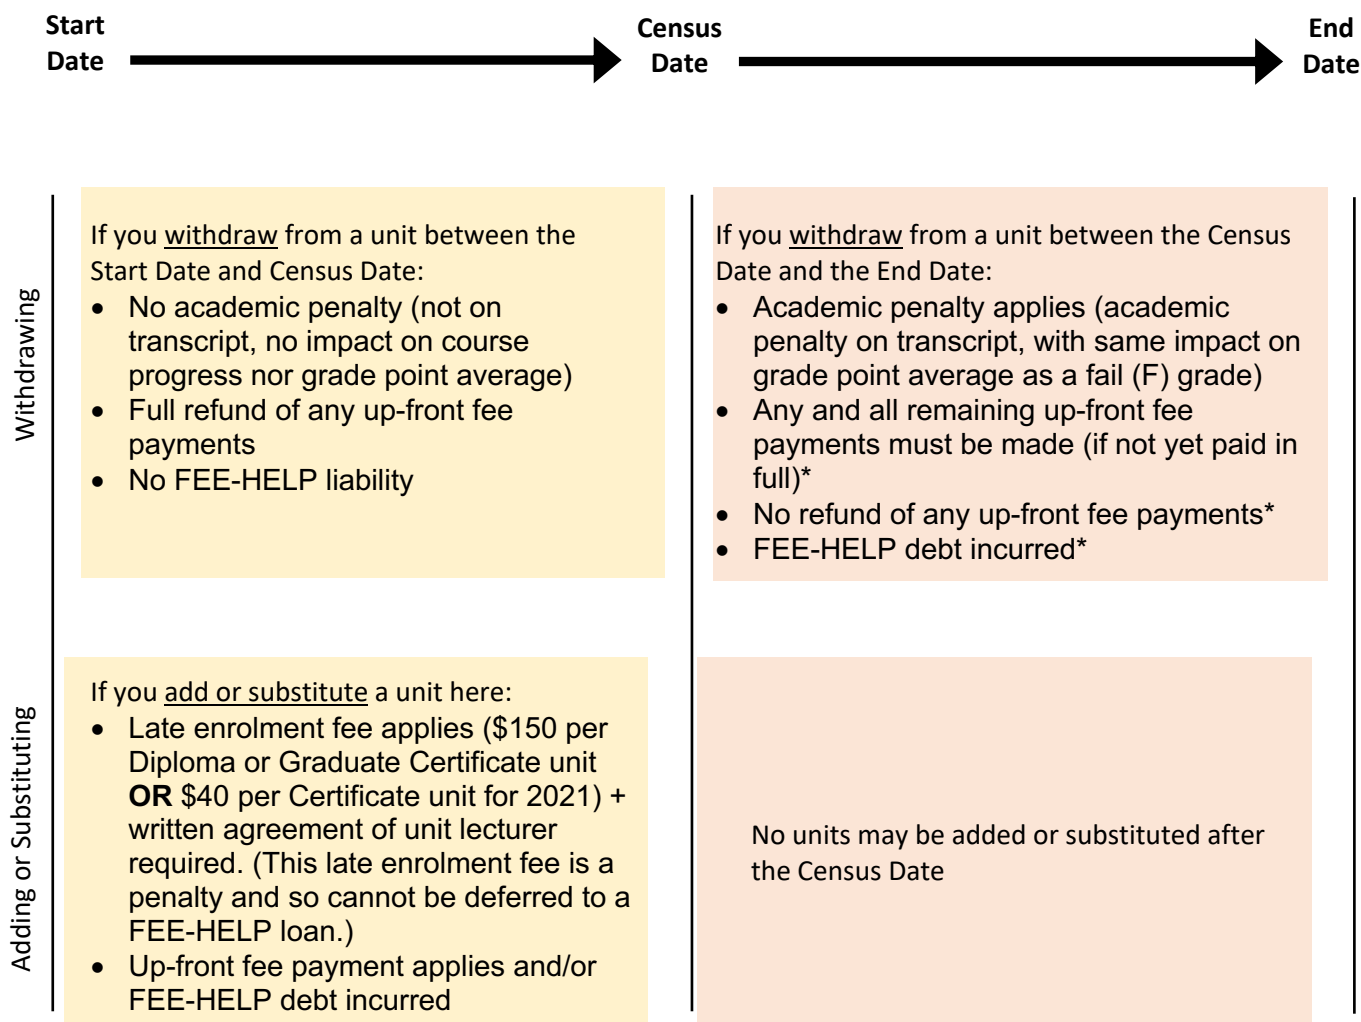 Start
Date
Census
Date
End
Date
Withdrawing
If you withdraw from a unit between the
Start Date and Census Date:
• No academic penalty (not on
transcript, no impact on course
progress nor grade point average)
• Full refund of any up-front fee
payments
• No FEE-HELP liability
If you withdraw from a unit between the Census
Date and the End Date:
• Academic penalty applies (academic
penalty on transcript, with same impact on
grade point average as a fail (F) grade)
• Any and all remaining up-front fee
payments must be made (if not yet paid in
full)*
• No refund of any up-front fee payments*
• FEE-HELP debt incurred*
Adding or Substituting
If you add or substitute a unit here:
• Late enrolment fee applies ($150 per
Diploma or Graduate Certificate unit
OR $40 per Certificate unit for 2021) +
written agreement of unit lecturer
required. (This late enrolment fee is a
penalty and so cannot be deferred to a
FEE-HELP loan.)
• Up-front fee payment applies and/or
FEE-HELP debt incurred
No units may be added or substituted after
the Census Date